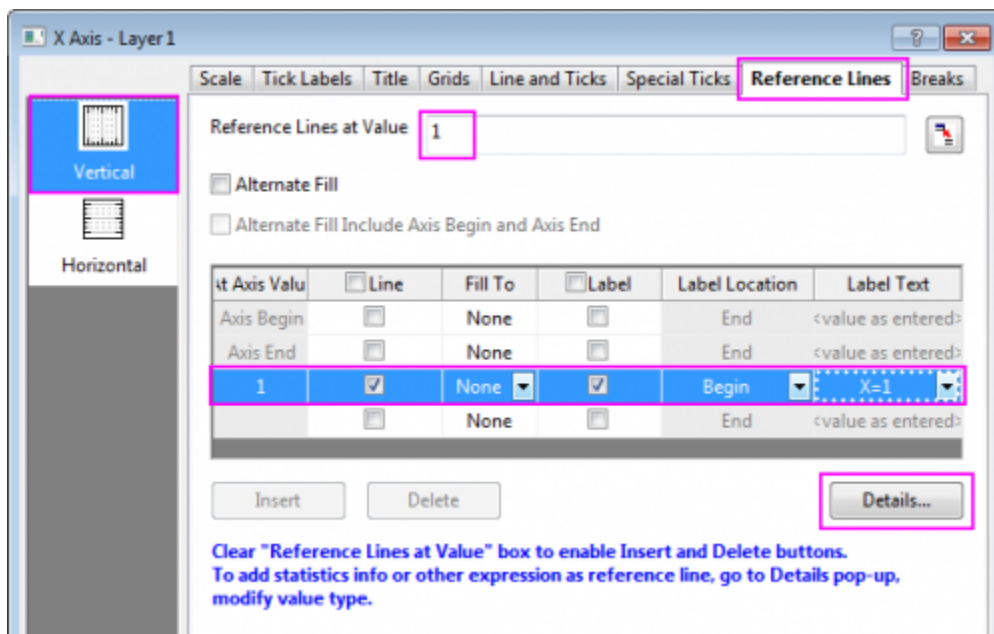 X Axis - Layer 1
Scale Tick Labels Title Grids Line and Ticks Special Ticks Reference Lines Breaks
Vertical
Horizontal
Reference Lines at Value 1
Alternate Fill
Alternate Fill Include Axis Begin and Axis End
\t Axis Valu Line Fill To Label Label Location Label Text
Axis Begin None End <value as entered>
Axis End None End <value as entered>
1 None Begin X=1
None End <value as entered>
Insert Delete Details...
Clear "Reference Lines at Value" box to enable Insert and Delete buttons.
To add statistics info or other expression as reference line, go to Details pop-up,
modify value type.